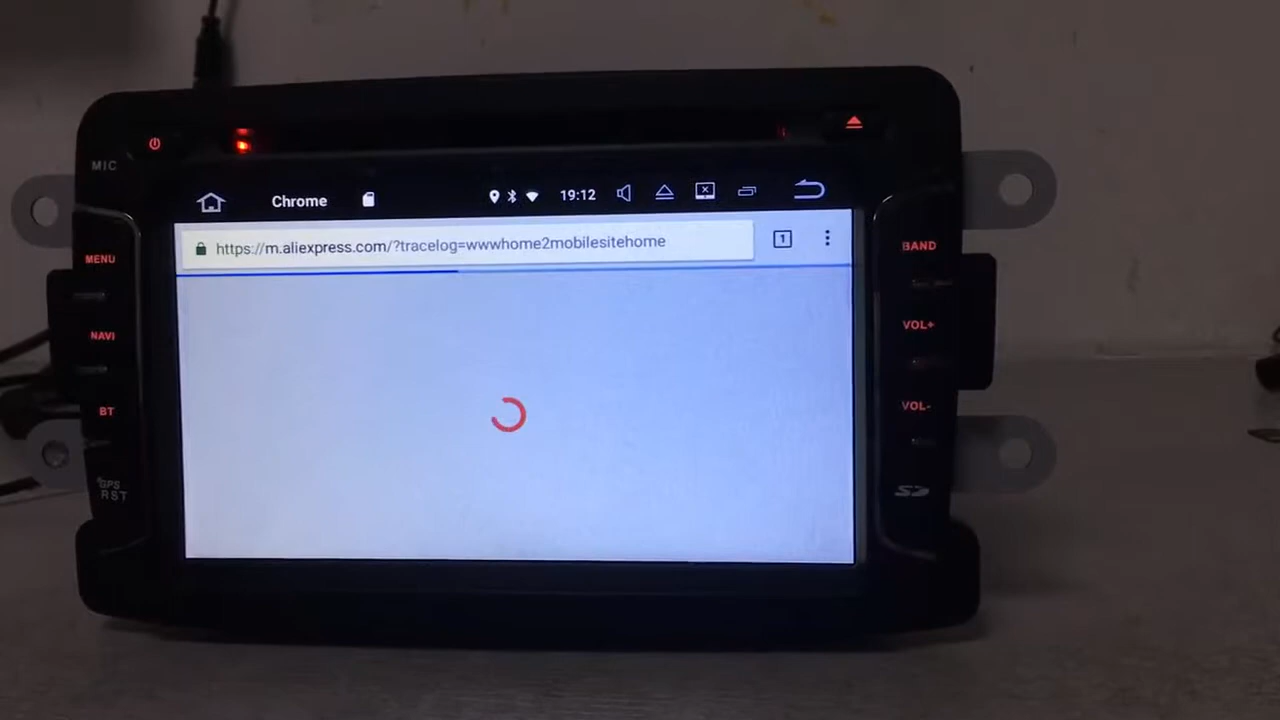 MIC
Chrome
19:12
https://m.aliexpress.com/?tracelog=wwwhome2mobilesitehome
1
MENU
NAVI
BT
GPS
RST
BAND
VOL+
VOL-
SD